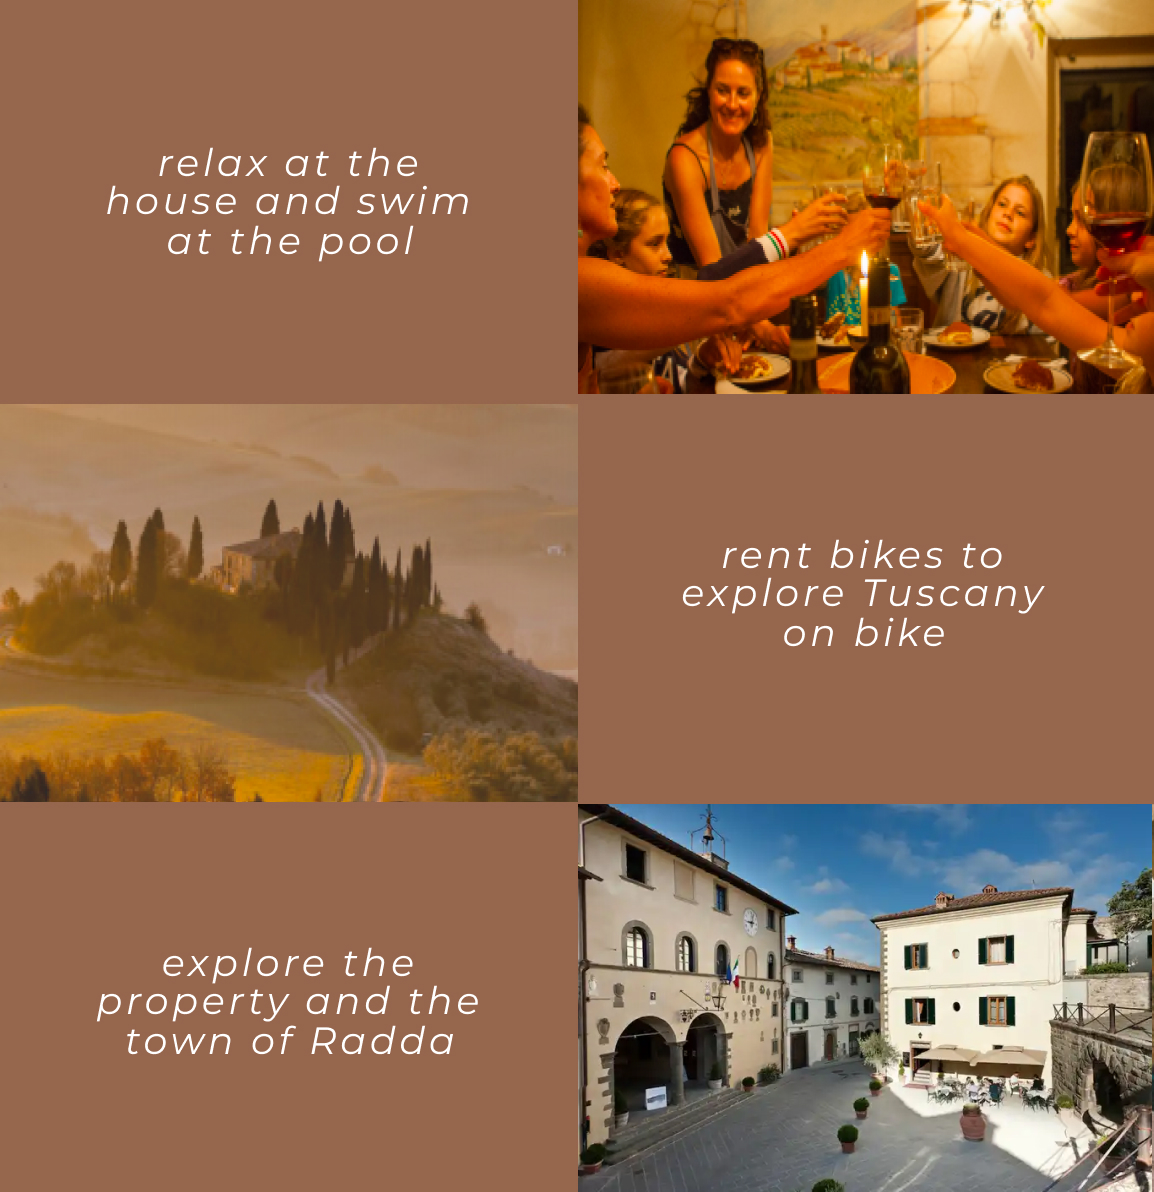 relax at the
house and swim
at the pool
rent bikes to
explore Tuscany
on bike
explore the
property and the
town of Radda